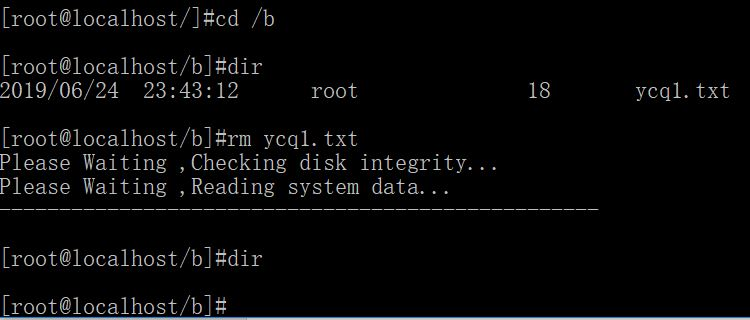 [root@localhost/]#cd /b
[root@localhost/b]#dir
2019/06/24  23:43:12      root              18       ycq1.txt
[root@localhost/b]#rm ycq1.txt
Please Waiting ,Checking disk integrity...
Please Waiting ,Reading system data...
--------------------------------------------------
[root@localhost/b]#dir
[root@localhost/b]#